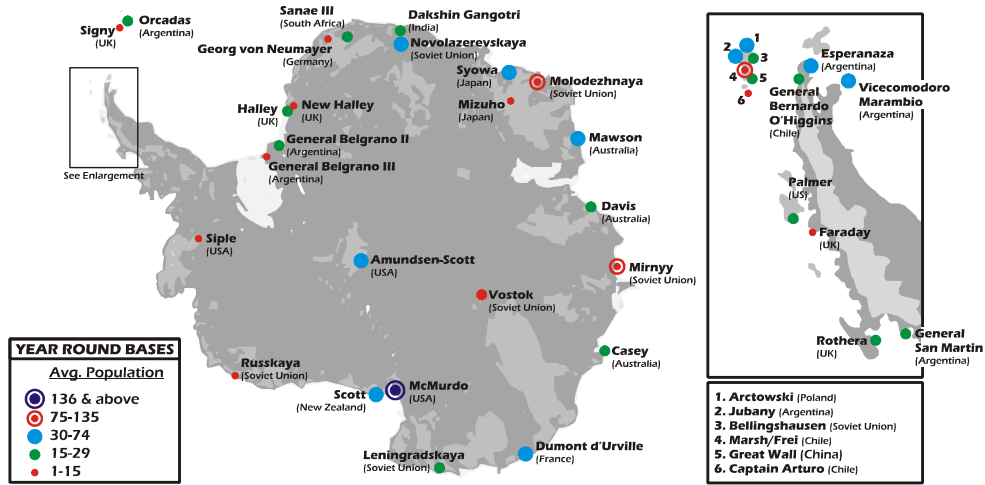 Orcadas
(Argentina)
Signy
(UK)
Sanae III
(South Africa)
Georg von Neumayer
(Germany)
Dakshin Gangotri
(India)
Novolazerevskaya
(Soviet Union)
Syowa
(Japan)
Molodezhnaya
(Soviet Union)
Mizuho
(Japan)
Halley
(UK)
New Halley
(UK)
General Belgrano II
(Argentina)
General Belgrano III
(Argentina)
Mawson
(Australia)
See Enlargement
Davis
(Australia)
Siple
(USA)
Amundsen-Scott
(USA)
Mirnyy
(Soviet Union)
Vostok
(Soviet Union)
Casey
(Australia)
Russkaya
(Soviet Union)
Scott
(New Zealand)
McMurdo
(USA)
Leningradskaya
(Soviet Union)
Dumont d'Urville
(France)
YEAR ROUND BASES
Avg. Population
136 & above
75-135
30-74
15-29
1-15
1
2
3
4
5
6
Esperanaza
(Argentina)
Vicecomodoro
Marambio
(Argentina)
General
Bernardo
O'Higgins
(Chile)
Palmer
(US)
Faraday
(UK)
Rothera
(UK)
General
San Martin
(Argentina)
1. Arctowski (Poland)
2. Jubany (Argentina)
3. Bellingshausen (Soviet Union)
4. Marsh/Frei (Chile)
5. Great Wall (China)
6. Captain Arturo (Chile)